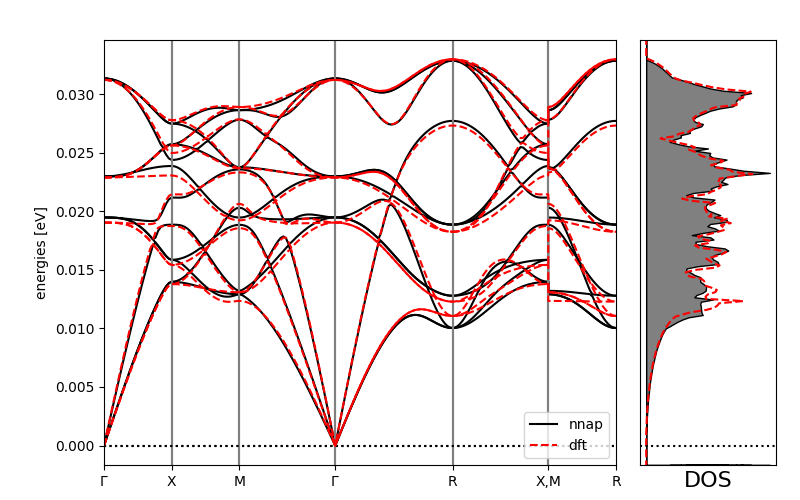 0.030
0.025
0.020
0.015
0.010
0.005
0.000
energies [eV]
nnap
dft
Γ X M Γ R X,M R
DOS